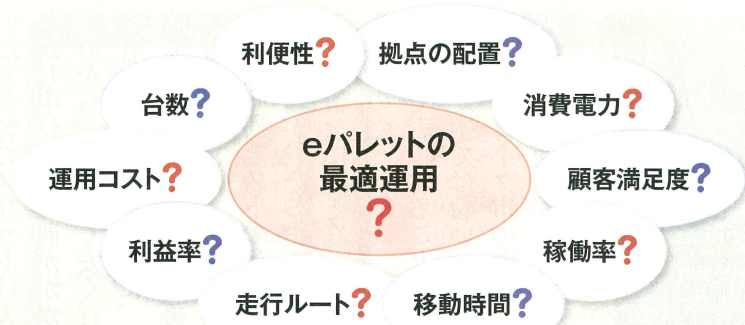 利便性?
拠点の配置?
台数?
消費電力?
eパレットの
最適運用
?
運用コスト?
顧客満足度?
利益率?
稼働率?
走行ルート?
移動時間?